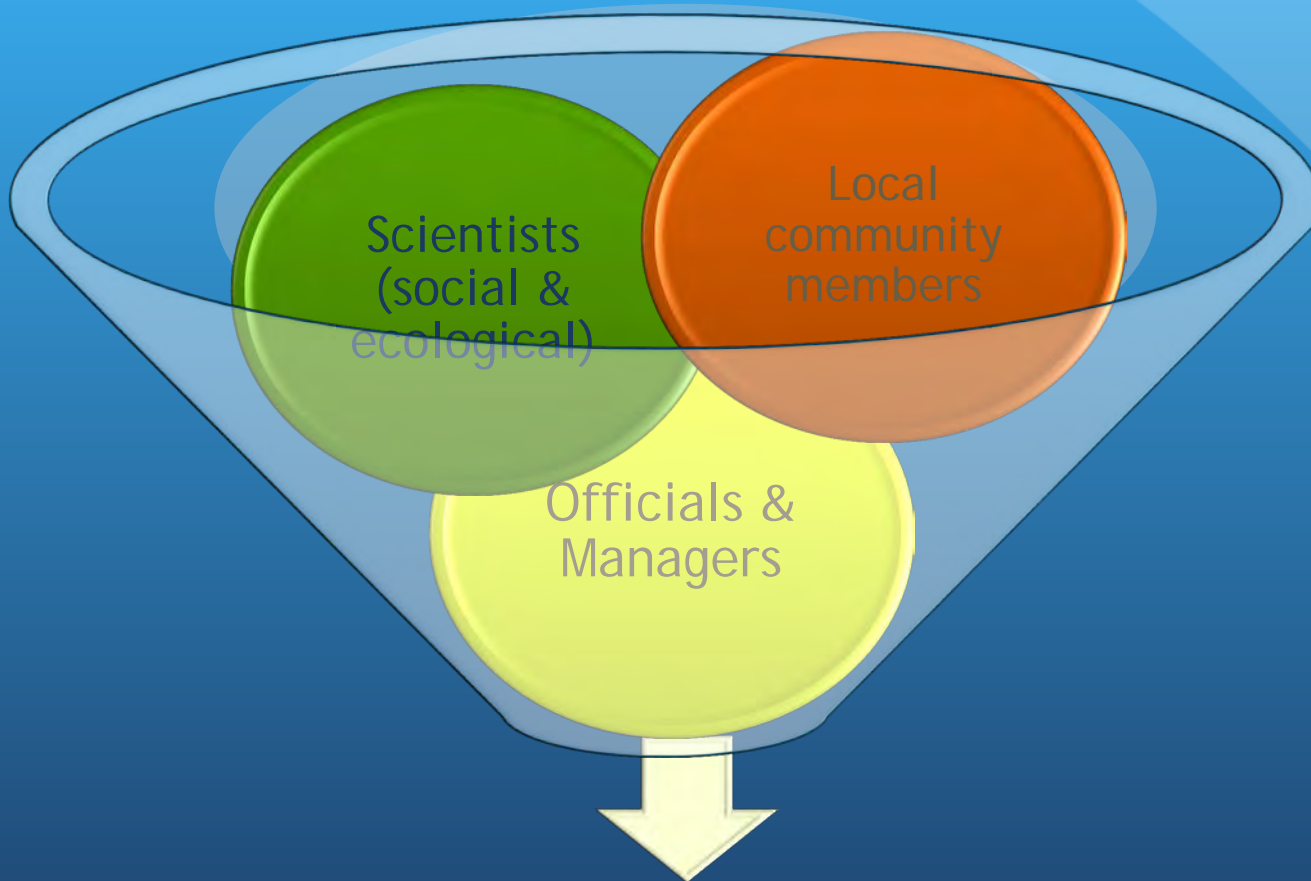 Scientists
(social &
ecological)
Local
community
members
Officials &
Managers